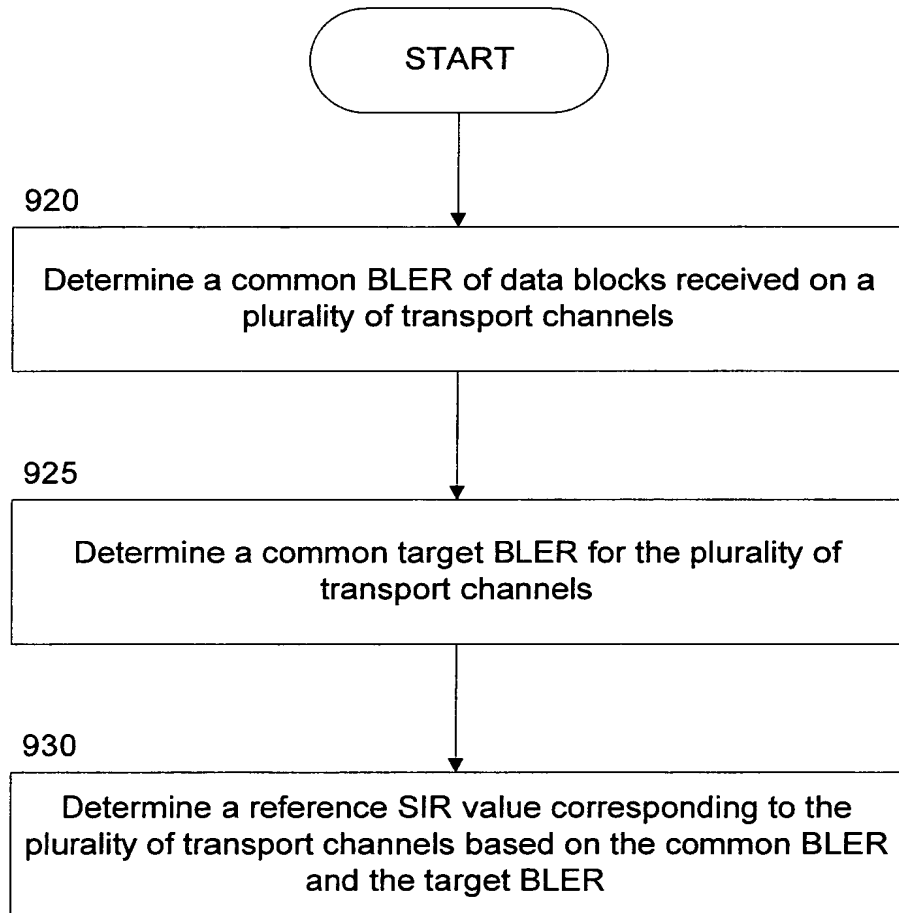 START
920
Determine a common BLER of data blocks received on a
plurality of transport channels
925
Determine a common target BLER for the plurality of
transport channels
930
Determine a reference SIR value corresponding to the
plurality of transport channels based on the common BLER
and the target BLER